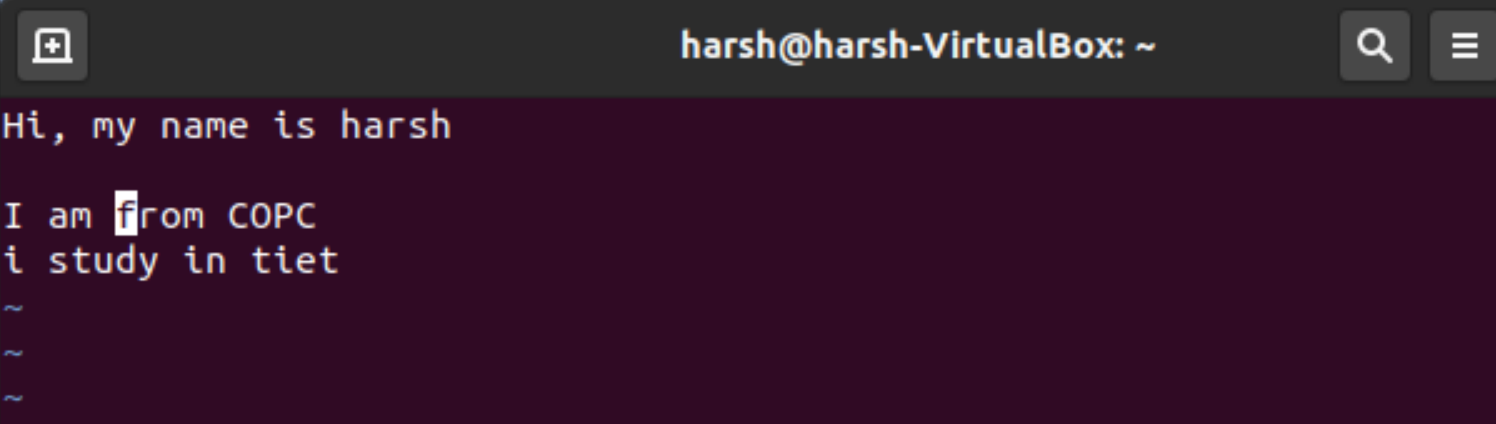 harsh@harsh-VirtualBox: ~
Hi, my name is harsh

I am from COPC
i study in tiet
~
~
~